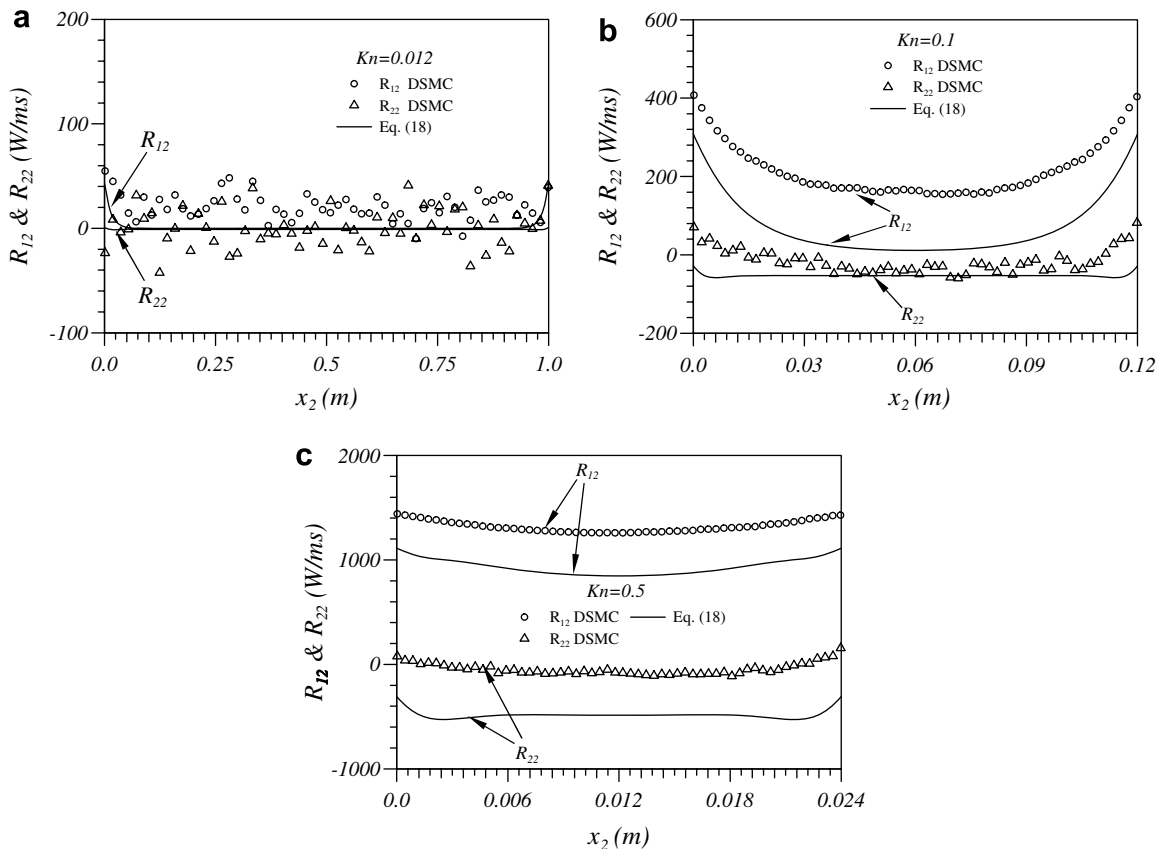 a
200
100
0
-100
R12 & R22 (W/ms)
Kn=0.012
R12 DSMC
R22 DSMC
Eq. (18)
R12
R22
0.0 0.25 0.50 0.75 1.0
x2 (m)
b
600
400
200
0
-200
R12 & R22 (W/ms)
Kn=0.1
R12 DSMC
R22 DSMC
Eq. (18)
R12
R22
0.0 0.03 0.06 0.09 0.12
x2 (m)
c
2000
1000
0
-1000
R12 & R22 (W/ms)
R12
Kn=0.5
R12 DSMC Eq. (18)
R22 DSMC
R22
0.0 0.006 0.012 0.018 0.024
x2 (m)